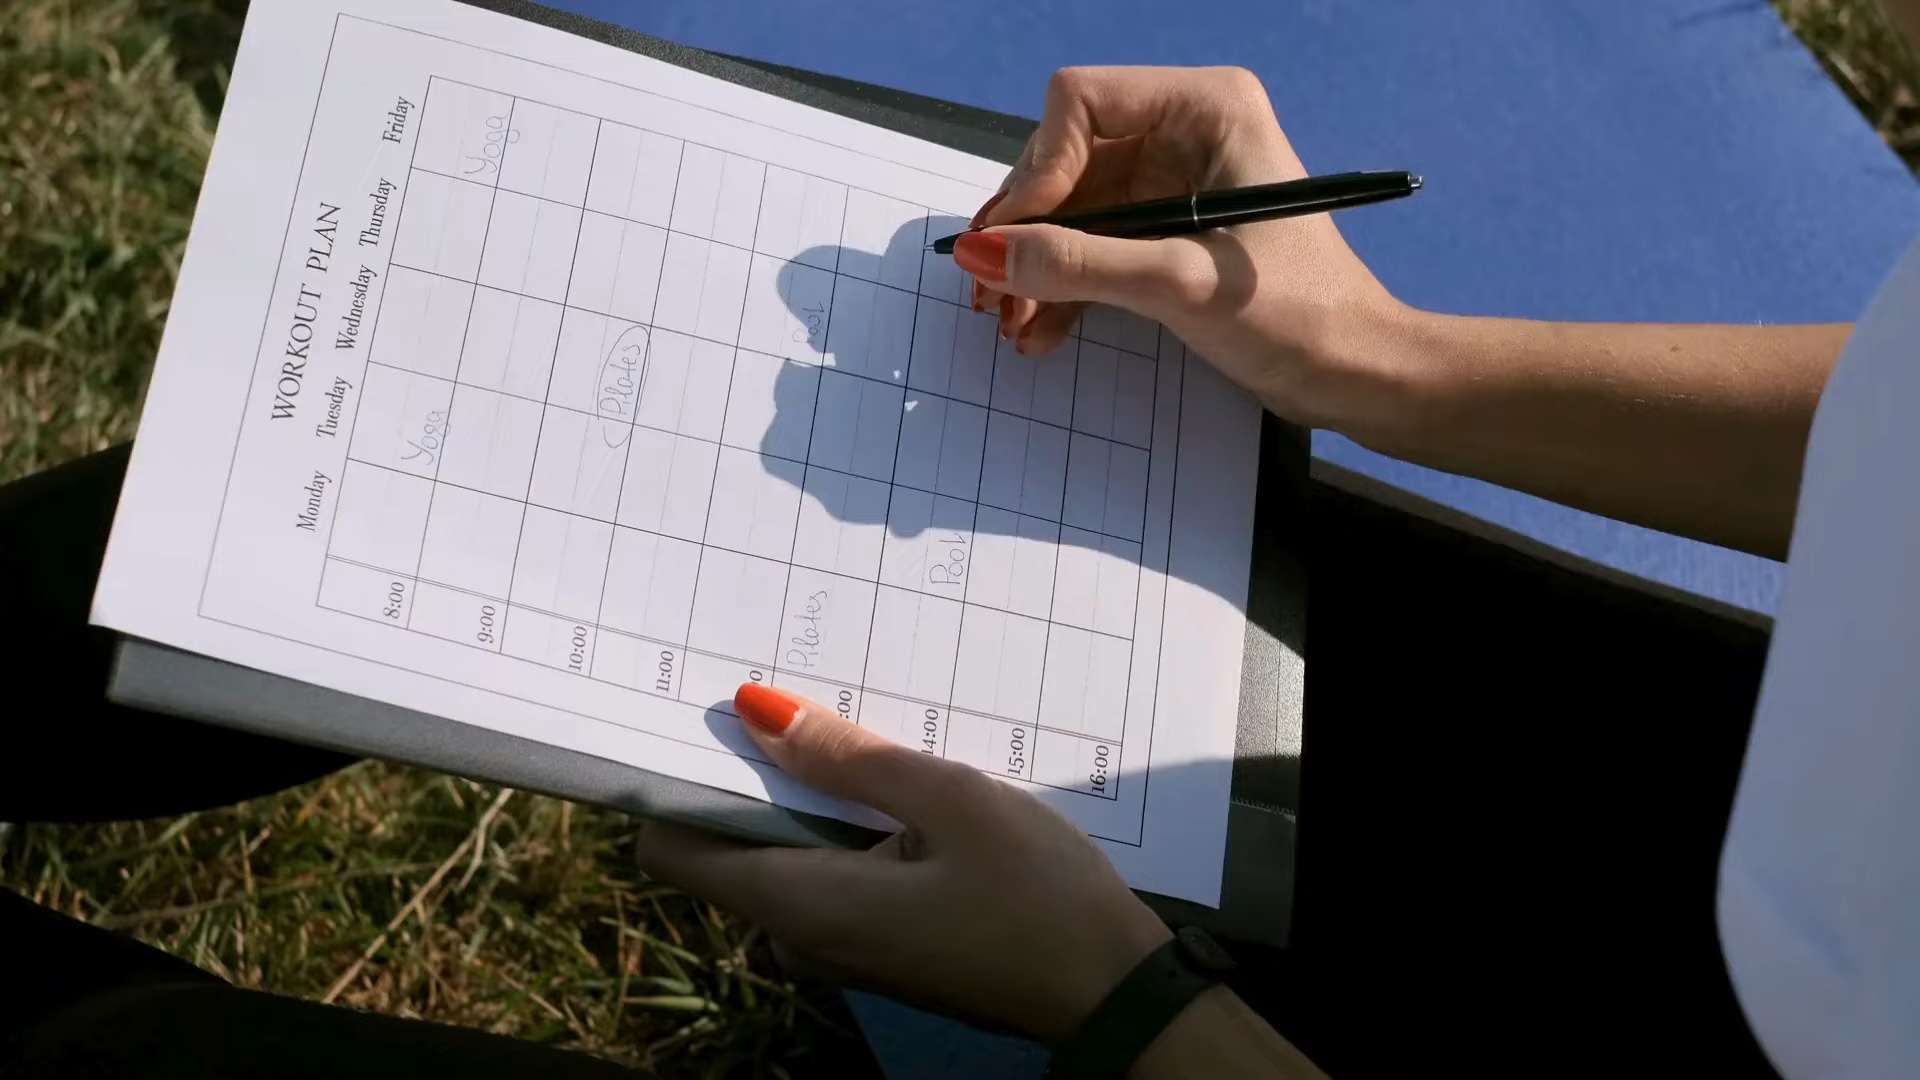 WORKOUT PLAN
Monday Tuesday Wednesday Thursday Friday
8:00 Yoga Yoga
9:00
10:00 Pilates
11:00
Pool
:00 Pilates
14:00 Pool
15:00
16:00